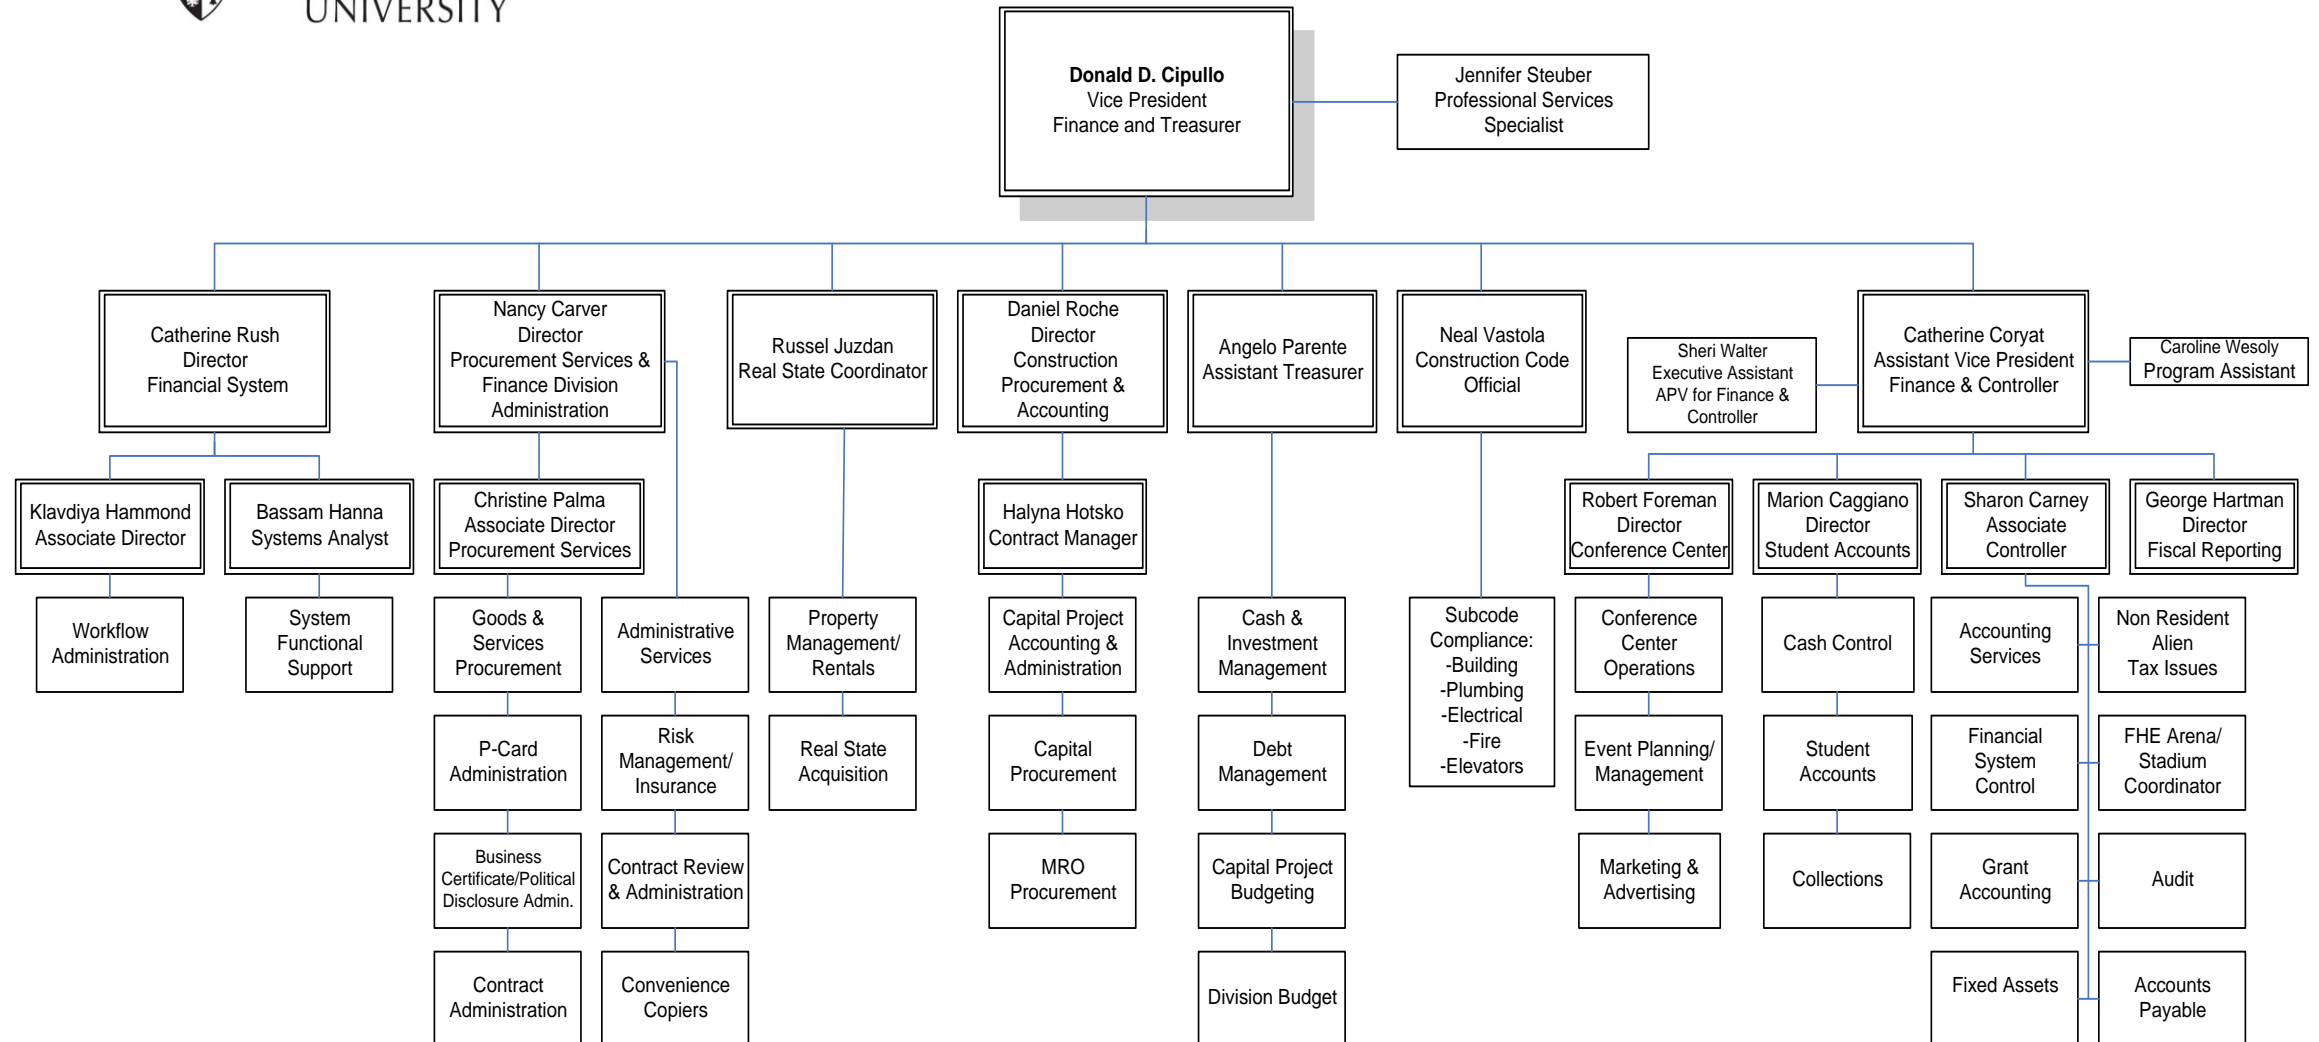 UNIVERSITY
Donald D. Cipullo
Vice President
Finance and Treasurer
Jennifer Steuber
Professional Services
Specialist
Catherine Rush
Director
Financial System
Nancy Carver
Director
Procurement Services &
Finance Division
Administration
Russel Juzdan
Real State Coordinator
Daniel Roche
Director
Construction
Procurement &
Accounting
Angelo Parente
Assistant Treasurer
Neal Vastola
Construction Code
Official
Sheri Walter
Executive Assistant
APV for Finance &
Controller
Catherine Coryat
Assistant Vice President
Finance & Controller
Caroline Wesoly
Program Assistant
Klavdiya Hammond
Associate Director
Bassam Hanna
Systems Analyst
Christine Palma
Associate Director
Procurement Services
Halyna Hotsko
Contract Manager
Robert Foreman
Director
Conference Center
Marion Caggiano
Director
Student Accounts
Sharon Carney
Associate
Controller
George Hartman
Director
Fiscal Reporting
Workflow
Administration
System
Functional
Support
Goods &
Services
Procurement
Administrative
Services
Property
Management/
Rentals
Capital Project
Accounting &
Administration
Cash &
Investment
Management
Subcode
Compliance:
-Building
-Plumbing
-Electrical
-Fire
-Elevators
Conference
Center
Operations
Cash Control
Accounting
Services
Non Resident
Alien
Tax Issues
P-Card
Administration
Risk
Management/
Insurance
Real State
Acquisition
Capital
Procurement
Debt
Management
Event Planning/
Management
Student
Accounts
Financial
System
Control
FHE Arena/
Stadium
Coordinator
Business
Certificate/Political
Disclosure Admin.
Contract Review
& Administration
MRO
Procurement
Capital Project
Budgeting
Marketing &
Advertising
Collections
Grant
Accounting
Audit
Contract
Administration
Convenience
Copiers
Division Budget
Fixed Assets
Accounts
Payable